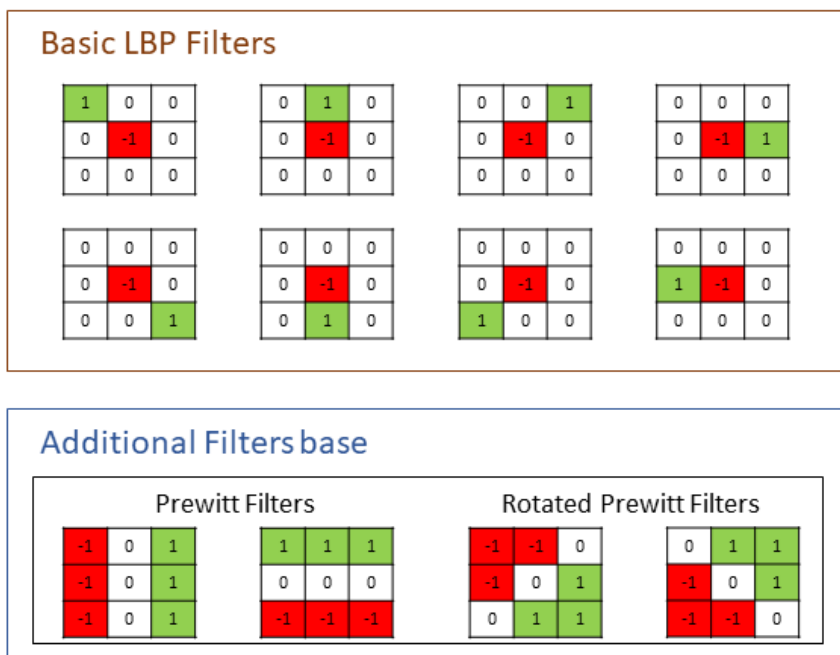 Basic LBP Filters
1 0 0 0 1 0 0 0 1 0 0 0
0 -1 0 0 -1 0 0 -1 0 0 -1 1
0 0 0 0 0 0 0 0 0 0 0 0
0 0 0 0 0 0 0 0 0 0 0 0
0 -1 0 0 -1 0 0 -1 0 1 -1 0
0 0 1 0 1 0 1 0 0 0 0 0
Additional Filters base
Prewitt Filters Rotated Prewitt Filters
-1 0 1 1 1 1 -1 -1 0 0 1 1
-1 0 1 0 0 0 -1 0 1 -1 0 1
-1 0 1 -1 -1 -1 0 1 1 -1 -1 0